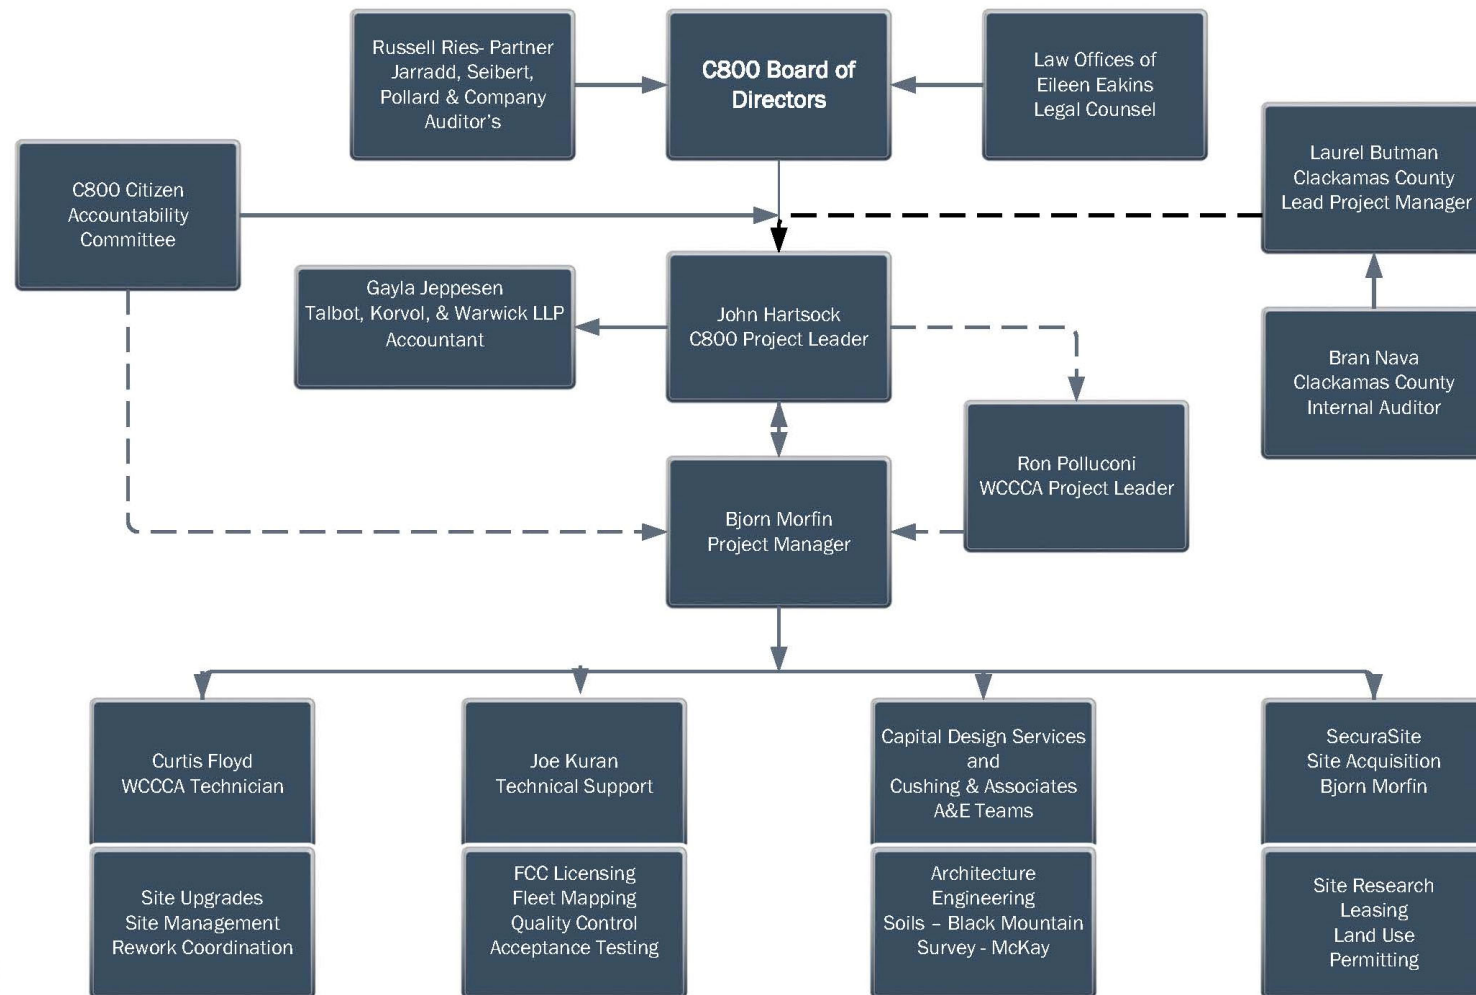 Russell Ries- Partner
Jarradd, Seibert,
Pollard & Company
Auditor's
C800 Board of
Directors
Law Offices of
Eileen Eakins
Legal Counsel
Laurel Butman
Clackamas County
Lead Project Manager
C800 Citizen
Accountability
Committee
Gayla Jeppesen
Talbot, Korvol, & Warwick LLP
Accountant
John Hartsock
C800 Project Leader
Bran Nava
Clackamas County
Internal Auditor
Ron Polluconi
WCCCA Project Leader
Bjorn Morfin
Project Manager
Curtis Floyd
WCCCA Technician
Joe Kuran
Technical Support
Capital Design Services
and
Cushing & Associates
A&E Teams
SecuraSite
Site Acquisition
Bjorn Morfin
Site Upgrades
Site Management
Rework Coordination
FCC Licensing
Fleet Mapping
Quality Control
Acceptance Testing
Architecture
Engineering
Soils – Black Mountain
Survey - McKay
Site Research
Leasing
Land Use
Permitting